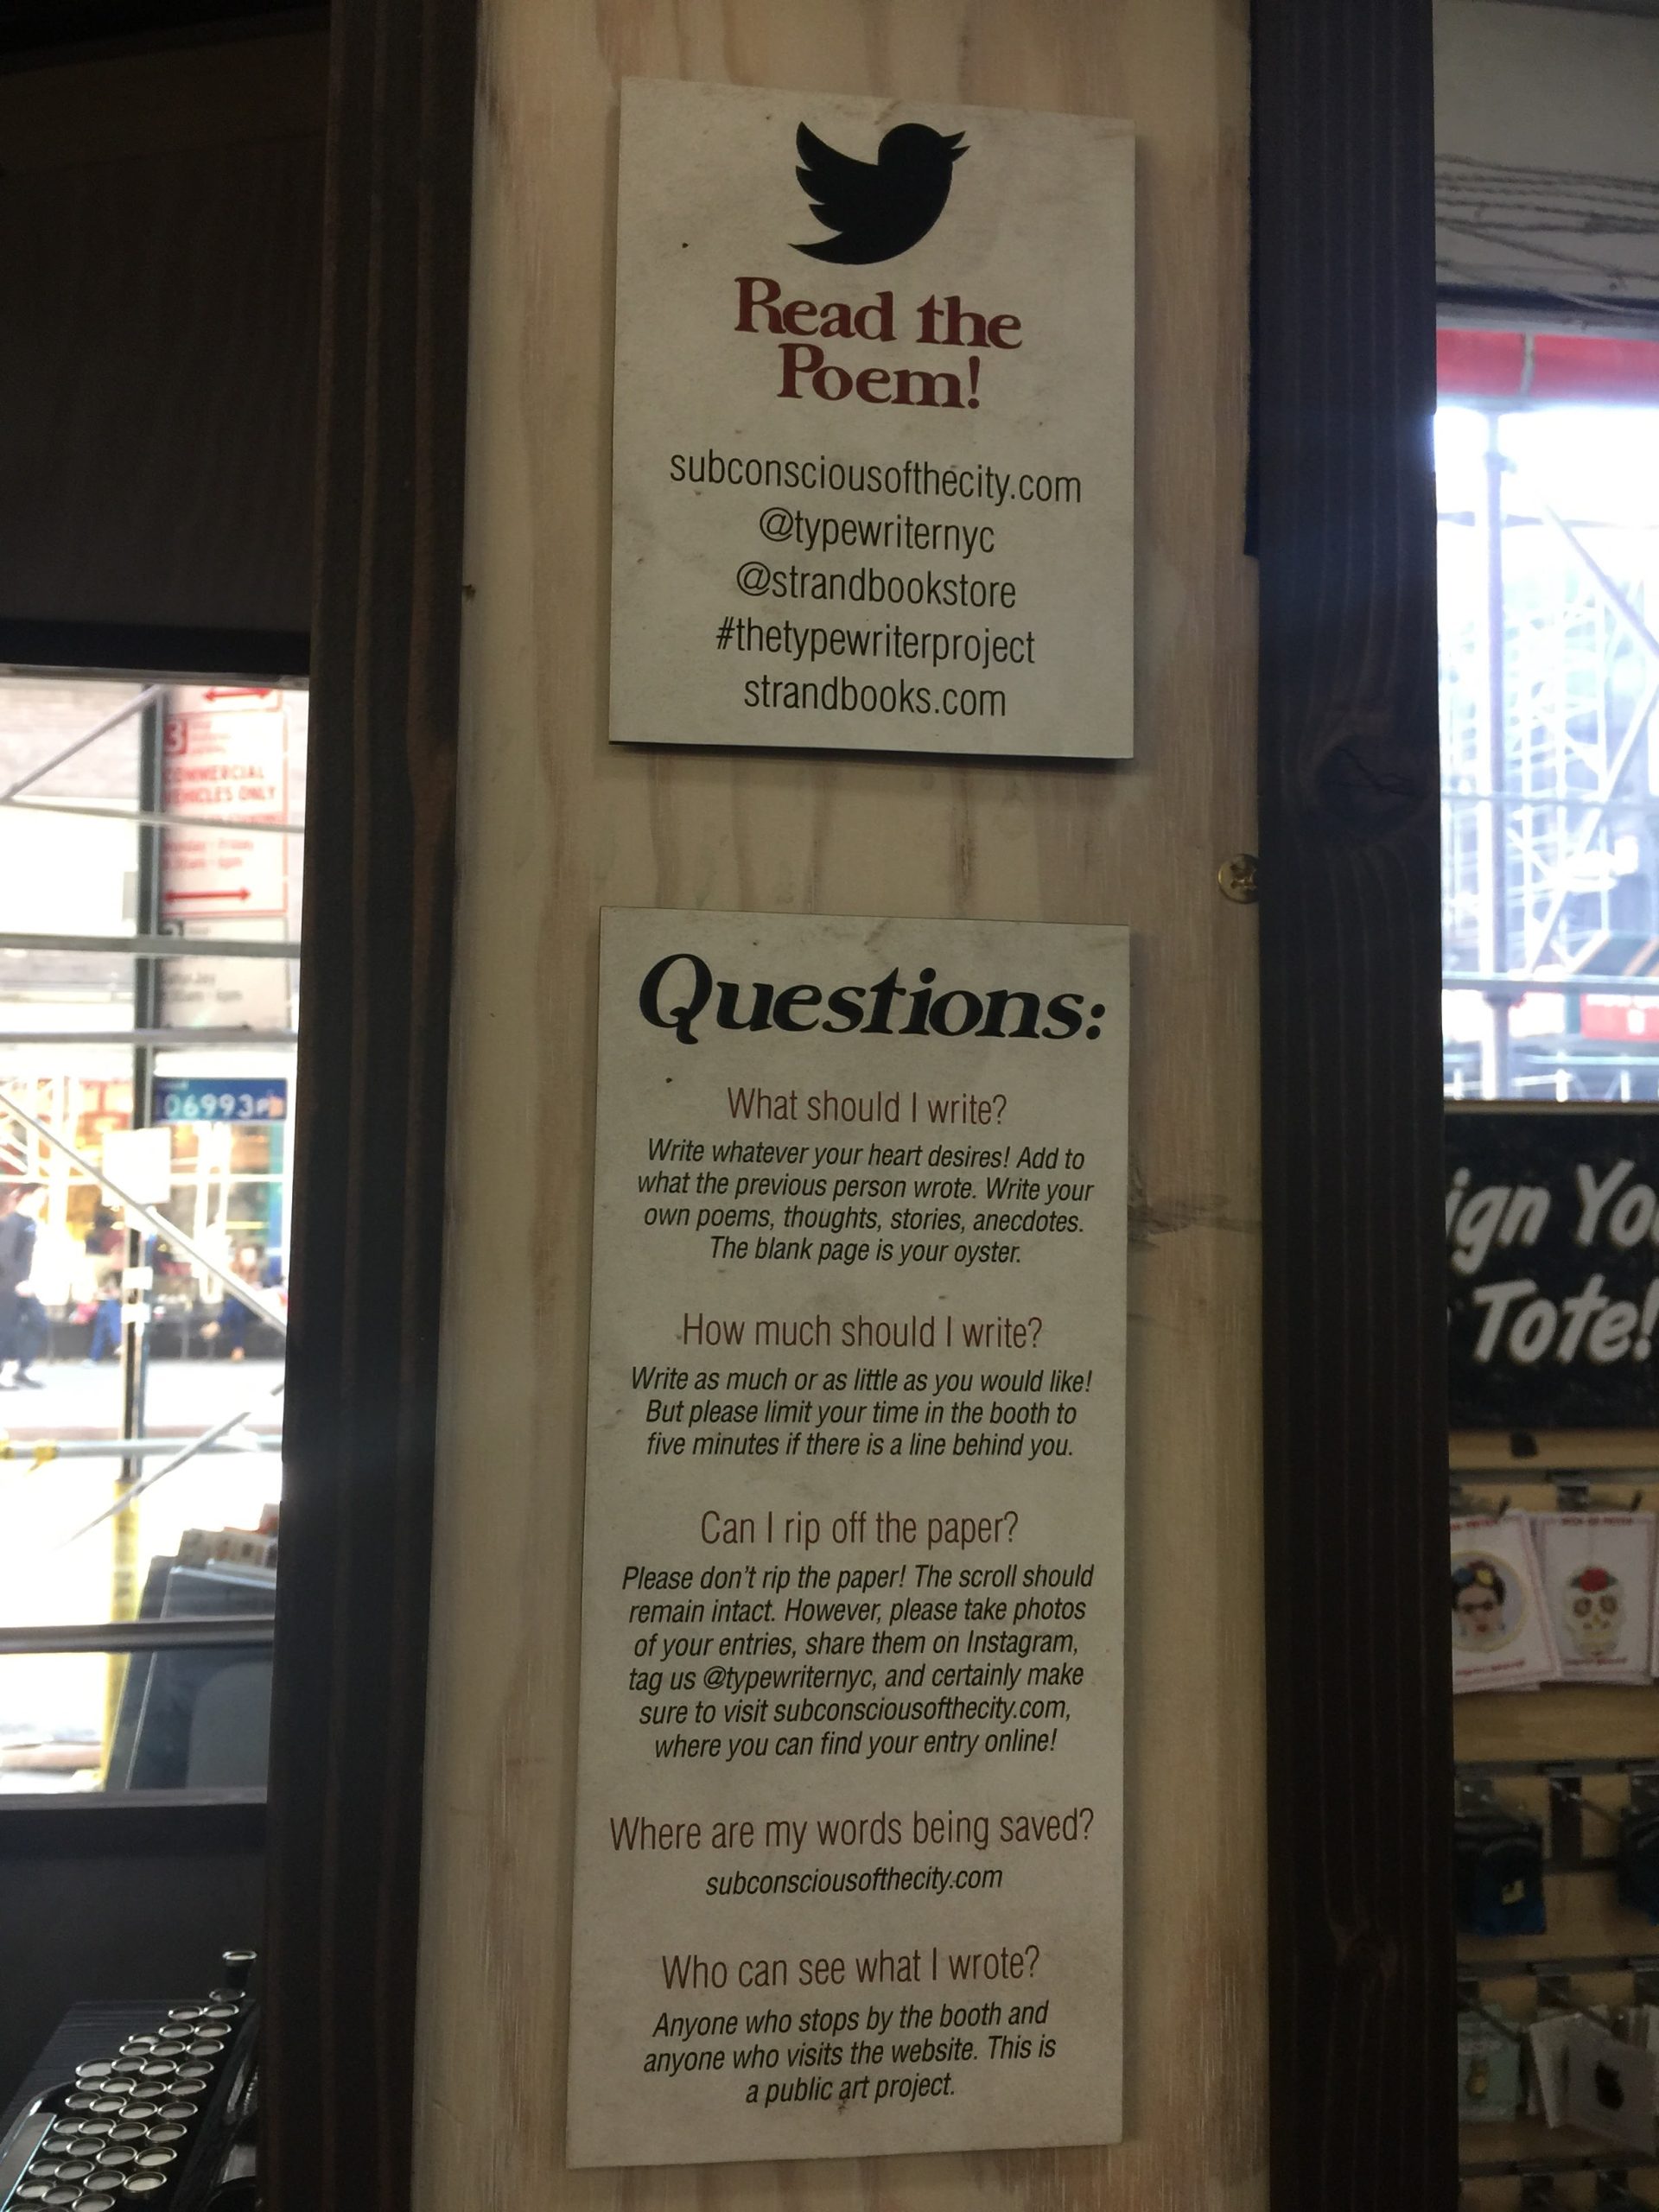 Read the
Poem!
subconsciousofthecity.com
@typewriternyc
@strandbookstore
#thetypewriterproject
strandbooks.com
Questions:
What should I write?
Write whatever your heart desires! Add to
what the previous person wrote. Write your
own poems, thoughts, stories, anecdotes.
The blank page is your oyster.
How much should I write?
Write as much or as little as you would like!
But please limit your time in the booth to
five minutes if there is a line behind you.
Can I rip off the paper?
Please don't rip the paper! The scroll should
remain intact. However, please take photos
of your entries, share them on Instagram,
tag us @typewriternyc, and certainly make
sure to visit subconsciousofthecity.com,
where you can find your entry online!
Where are my words being saved?
subconsciousofthecity.com
Who can see what I wrote?
Anyone who stops by the booth and
anyone who visits the website. This is
a public art project.
3
COMMERCIAL
VEHICLES ONLY
06993
ign Yo
Tote!